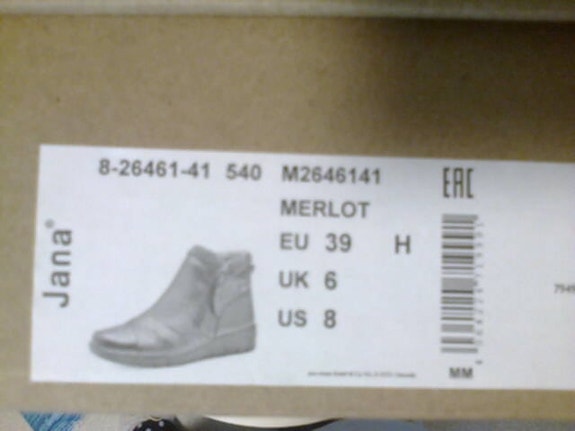 8-26461-41 540 M2646141
MERLOT
EU 39 H
UK 6
US 8
Jana®
EAC
MM